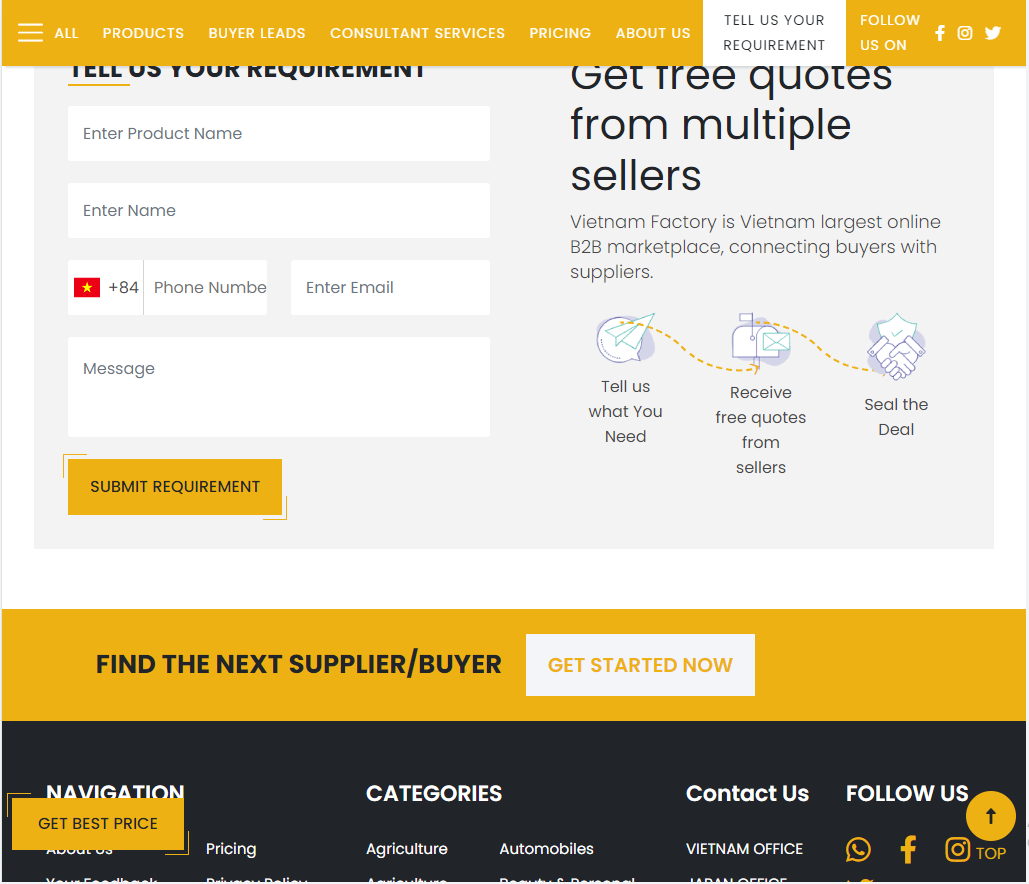 ALL PRODUCTS BUYER LEADS CONSULTANT SERVICES PRICING ABOUT US
TELL US YOUR
REQUIREMENT
FOLLOW
US ON
TELL US YOUR REQUIREMENT
Enter Product Name
Enter Name
+84 Phone Numbe
Enter Email
Message
SUBMIT REQUIREMENT
Get free quotes
from multiple
sellers
Vietnam Factory is Vietnam largest online
B2B marketplace, connecting buyers with
suppliers.
Tell us
what You
Need
Receive
free quotes
from
sellers
Seal the
Deal
FIND THE NEXT SUPPLIER/BUYER
GET STARTED NOW
NAVIGATION
GET BEST PRICE
About Us
Pricing
Your Feedback
Privacy Policy
CATEGORIES
Agriculture
Automobiles
Agriculture
Beauty & Personal
Contact Us
VIETNAM OFFICE
JAPAN OFFICE
FOLLOW US
TOP